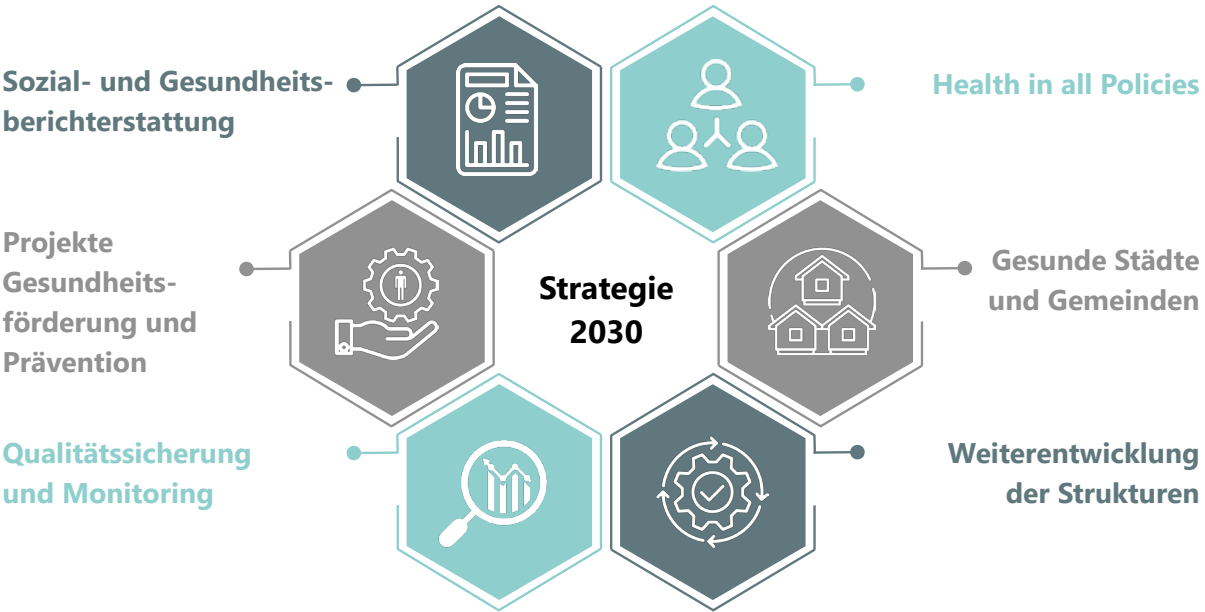 Sozial- und Gesundheits-
berichterstattung
Health in all Policies
Projekte
Gesundheits-
förderung und
Prävention
Strategie
2030
Gesunde Städte
und Gemeinden
Qualitätssicherung
und Monitoring
Weiterentwicklung
der Strukturen